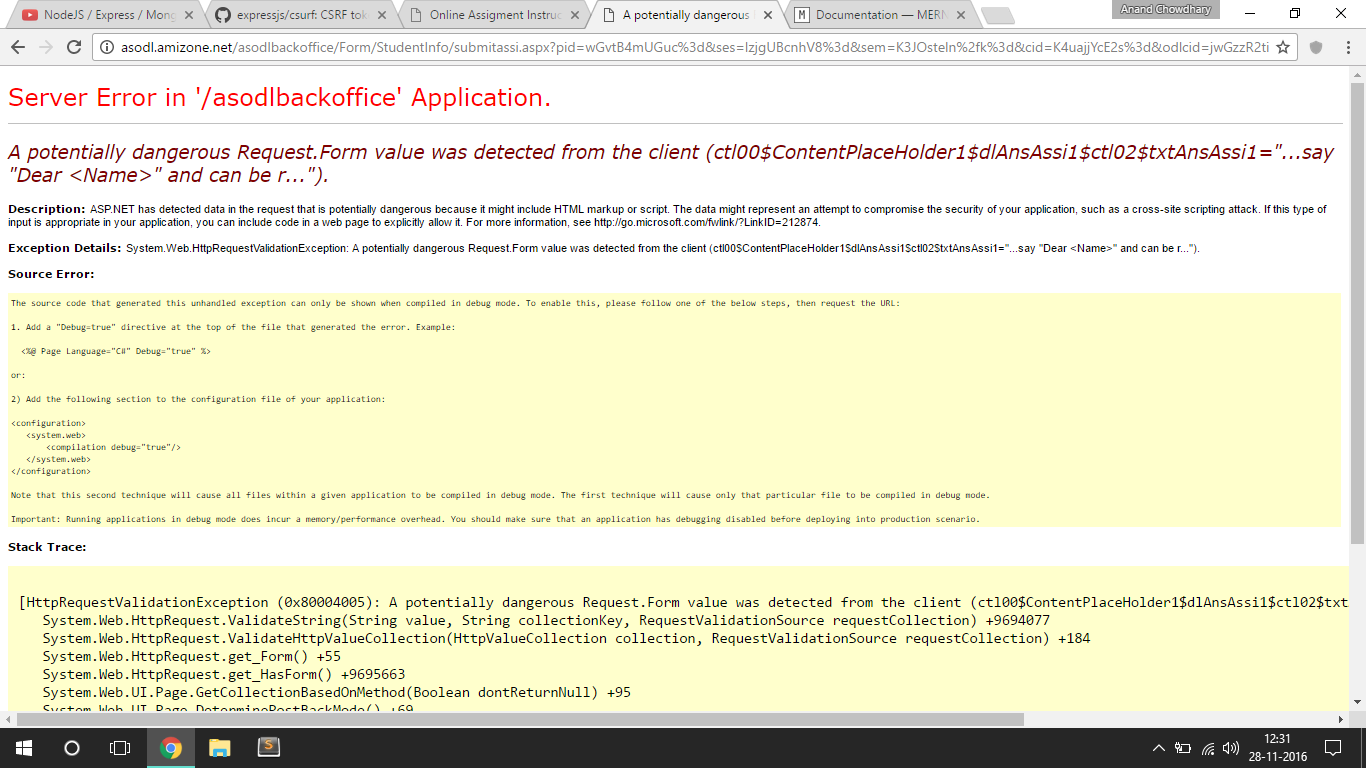 NodeJS / Express / Mong
expressjs/csurf: CSRF tok
Online Assigment Instruc
A potentially dangerous
Documentation — MERN
Anand Chowdhary
asodl.amizone.net/asodlbackoffice/Form/StudentInfo/submitassi.aspx?pid=wGvtB4mUGuc%3d&ses=IzjgUBcnhV8%3d&sem=K3JOsteln%2fk%3d&cid=K4uajjYcE2s%3d&odlcid=jwGzzR2ti
Server Error in '/asodlbackoffice' Application.
A potentially dangerous Request.Form value was detected from the client (ctl00$ContentPlaceHolder1$dlAnsAssi1$ctl02$txtAnsAssi1="...say
"Dear <Name>" and can be r...").
Description: ASP.NET has detected data in the request that is potentially dangerous because it might include HTML markup or script. The data might represent an attempt to compromise the security of your application, such as a cross-site scripting attack. If this type of
input is appropriate in your application, you can include code in a web page to explicitly allow it. For more information, see http://go.microsoft.com/fwlink/?LinkID=212874.
Exception Details: System.Web.HttpRequestValidationException: A potentially dangerous Request.Form value was detected from the client (ctl00$ContentPlaceHolder1$dlAnsAssi1$ctl02$txtAnsAssi1="...say "Dear <Name>" and can be r...").
Source Error:
The source code that generated this unhandled exception can only be shown when compiled in debug mode. To enable this, please follow one of the below steps, then request the URL:
1. Add a "Debug=true" directive at the top of the file that generated the error. Example:
<%@ Page Language="C#" Debug="true" %>
or:
2) Add the following section to the configuration file of your application:
<configuration>
<system.web>
<compilation debug="true"/>
</system.web>
</configuration>
Note that this second technique will cause all files within a given application to be compiled in debug mode. The first technique will cause only that particular file to be compiled in debug mode.
Important: Running applications in debug mode does incur a memory/performance overhead. You should make sure that an application has debugging disabled before deploying into production scenario.
Stack Trace:
[HttpRequestValidationException (0x80004005): A potentially dangerous Request.Form value was detected from the client (ctl00$ContentPlaceHolder1$dlAnsAssi1$ctl02$txt
System.Web.HttpRequest.ValidateString(String value, String collectionKey, RequestValidationSource requestCollection) +9694077
System.Web.HttpRequest.ValidateHttpValueCollection(HttpValueCollection collection, RequestValidationSource requestCollection) +184
System.Web.HttpRequest.get_Form() +55
System.Web.HttpRequest.get_HasForm() +9695663
System.Web.UI.Page.GetCollectionBasedOnMethod(Boolean dontReturnNull) +95
System.Web.UI.Page.DeterminePostBackMode() +69
12:31
28-11-2016